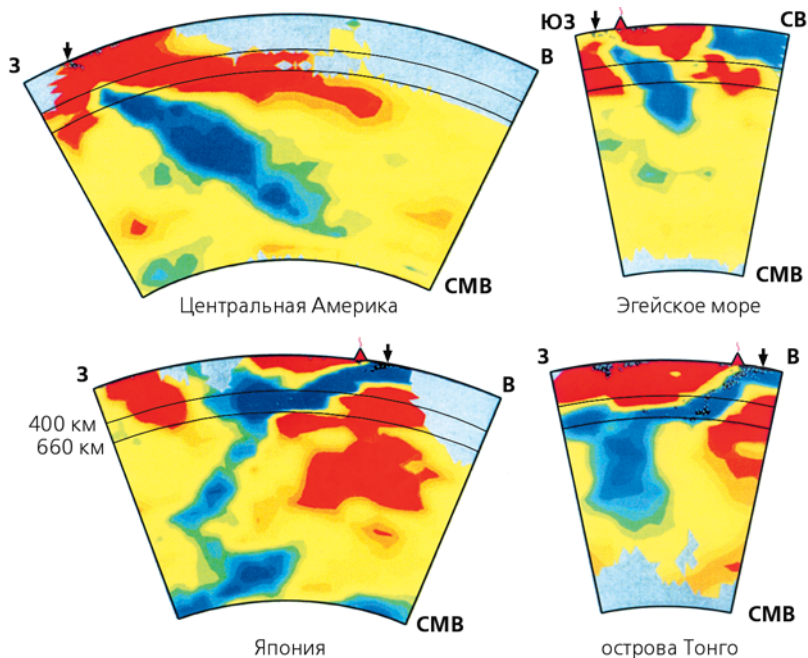 З
В
СМВ
Центральная Америка
ЮЗ
СВ
СМВ
Эгейское море
З
В
400 км
660 км
СМВ
Япония
З
В
СМВ
острова Тонго